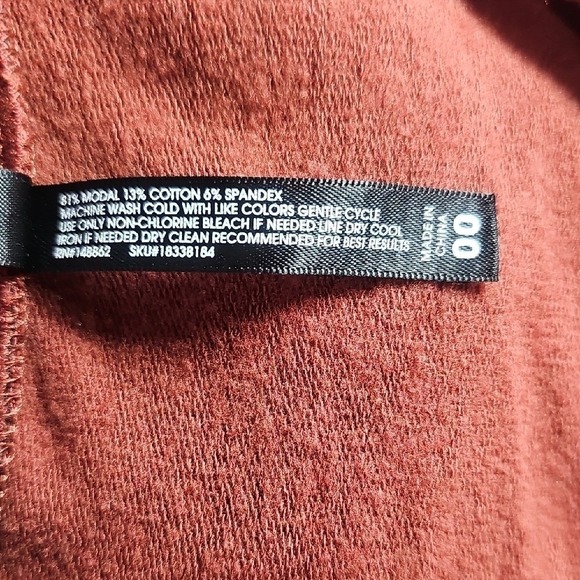 81% MODAL 13% COTTON 6% SPANDEX
MACHINE WASH COLD WITH LIKE COLORS GENTLE CYCLE
USE ONLY NON-CHLORINE BLEACH IF NEEDED LINE DRY COOL
IRON IF NEEDED DRY CLEAN RECOMMENDED FOR BEST RESULTS
RN#148862 SKU#18338184
MADE IN
CHINA
00